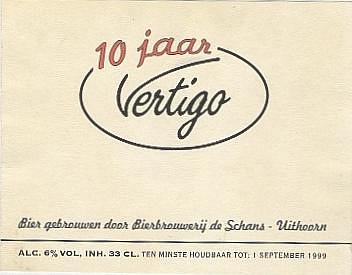 10 jaar
Vertigo
Bier gebrouwen door Bierbrouwerij de Schans - Uithoorn
ALC. 6% VOL, INH. 33 CL. TEN MINSTE HOUDBAAR TOT: 1 SEPTEMBER 1999